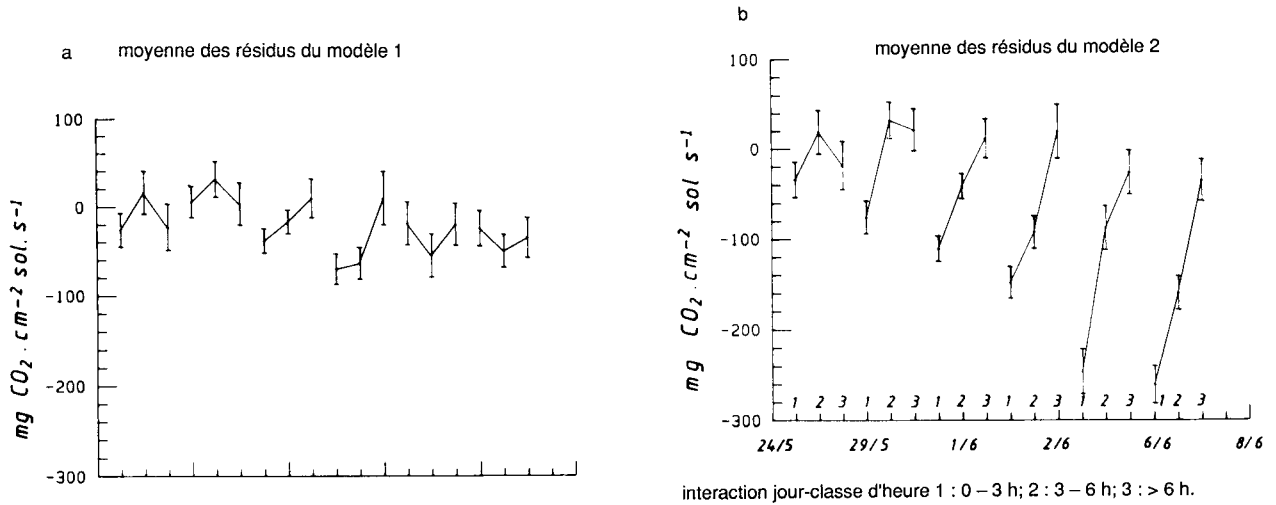 a moyenne des résidus du modèle 1
100
0
-100
-200
-300
mg CO₂ . cm⁻² sol. s⁻¹
b
moyenne des résidus du modèle 2
100
0
-100
-200
-300
mg CO₂ . cm⁻² sol s⁻¹
1 2 3 1 2 3 1 2 3 1 2 3 1 2 3 1 2 3
24/5 29/5 1/6 2/6 6/6 8/6
interaction jour-classe d'heure 1 : 0 – 3 h; 2 : 3 – 6 h; 3 : > 6 h.